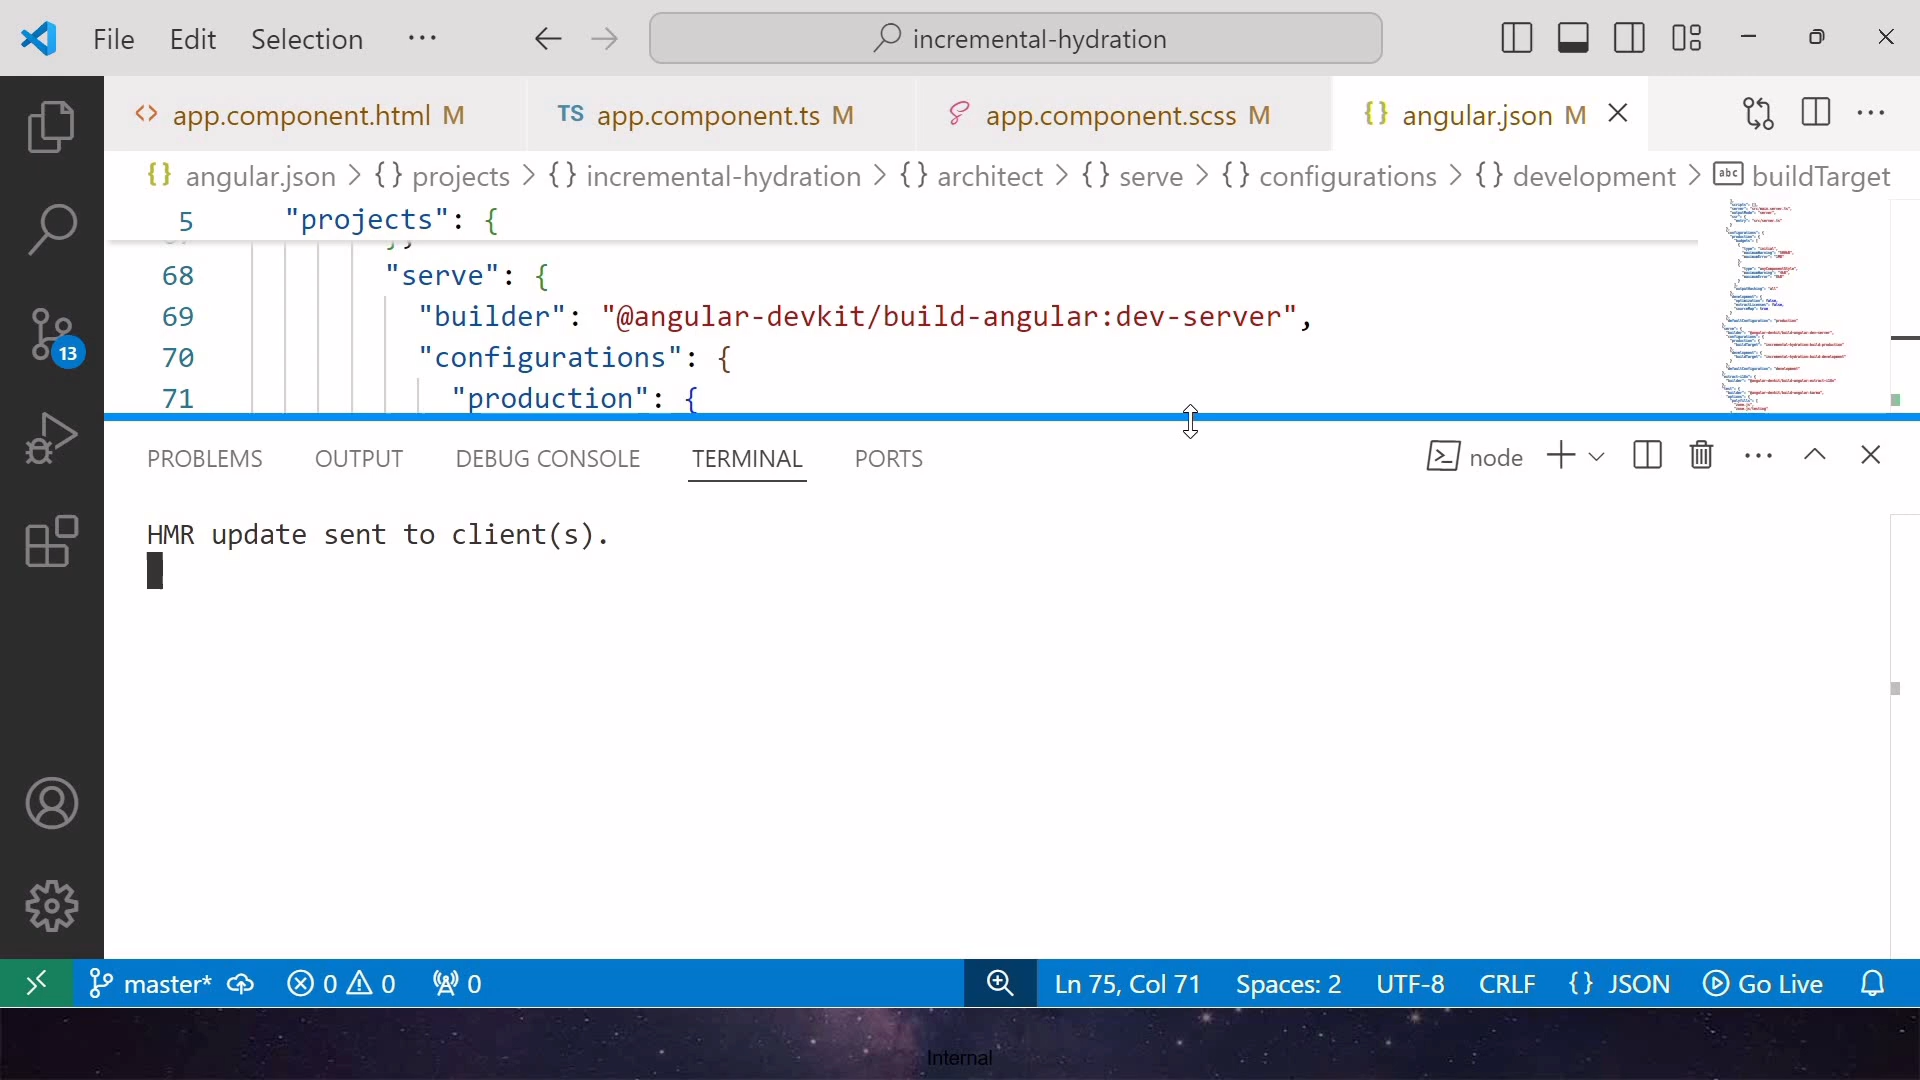 File Edit Selection ··· incremental-hydration
<> app.component.html M TS app.component.ts M app.component.scss M {} angular.json M
{} angular.json > {} projects > {} incremental-hydration > {} architect > {} serve > {} configurations > {} development > abc buildTarget
5 "projects": {
68 "serve": {
69 "builder": "@angular-devkit/build-angular:dev-server",
70 "configurations": {
71 "production": {
PROBLEMS OUTPUT DEBUG CONSOLE TERMINAL PORTS node
HMR update sent to client(s).
13
master* 0 0 0 Ln 75, Col 71 Spaces: 2 UTF-8 CRLF {} JSON Go Live
Internal